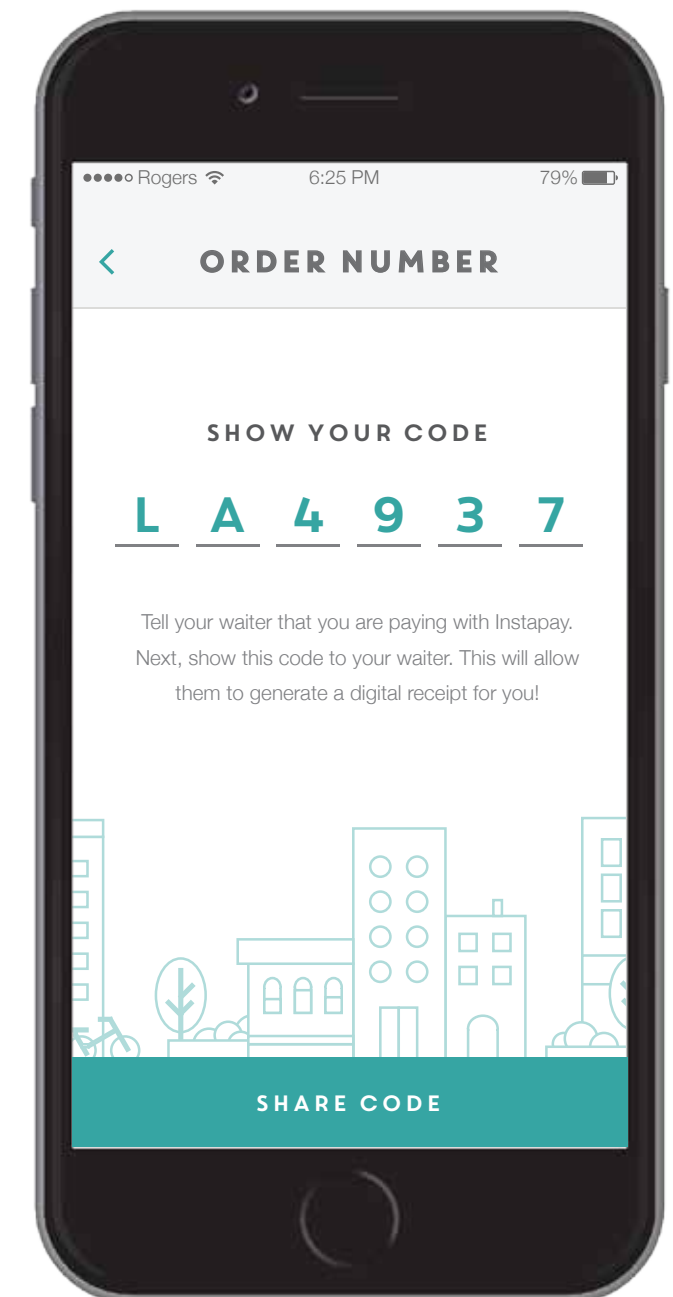 Rogers 6:25 PM 79%
ORDER NUMBER
SHOW YOUR CODE
L A 4 9 3 7
Tell your waiter that you are paying with Instapay.
Next, show this code to your waiter. This will allow
them to generate a digital receipt for you!
SHARE CODE